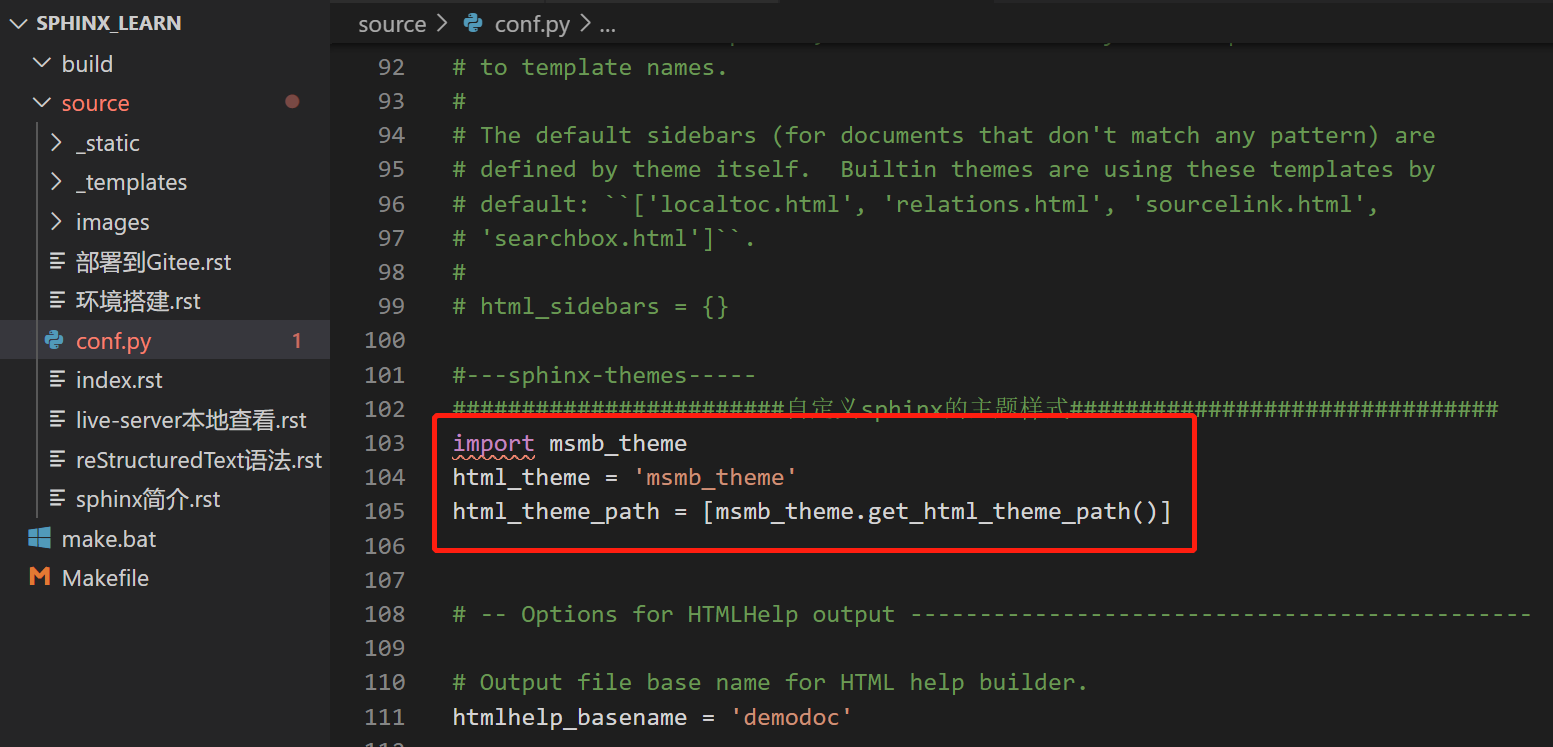 SPHINX_LEARN
build
source
_static
_templates
images
部署到Gitee.rst
环境搭建.rst
conf.py 1
index.rst
live-server本地查看.rst
reStructuredText语法.rst
sphinx简介.rst
make.bat
Makefile
source > conf.py > ...
92 # to template names.
93 #
94 # The default sidebars (for documents that don't match any pattern) are
95 # defined by theme itself.  Builtin themes are using these templates by
96 # default: ``['localtoc.html', 'relations.html', 'sourcelink.html',
97 # 'searchbox.html']``.
98 #
99 # html_sidebars = {}
100
101 #---sphinx-themes-----
102 ########################自定义sphinx的主题样式###############################
103 import msmb_theme
104 html_theme = 'msmb_theme'
105 html_theme_path = [msmb_theme.get_html_theme_path()]
106
107
108 # -- Options for HTMLHelp output ---------------------------------------------
109
110 # Output file base name for HTML help builder.
111 htmlhelp_basename = 'demodoc'